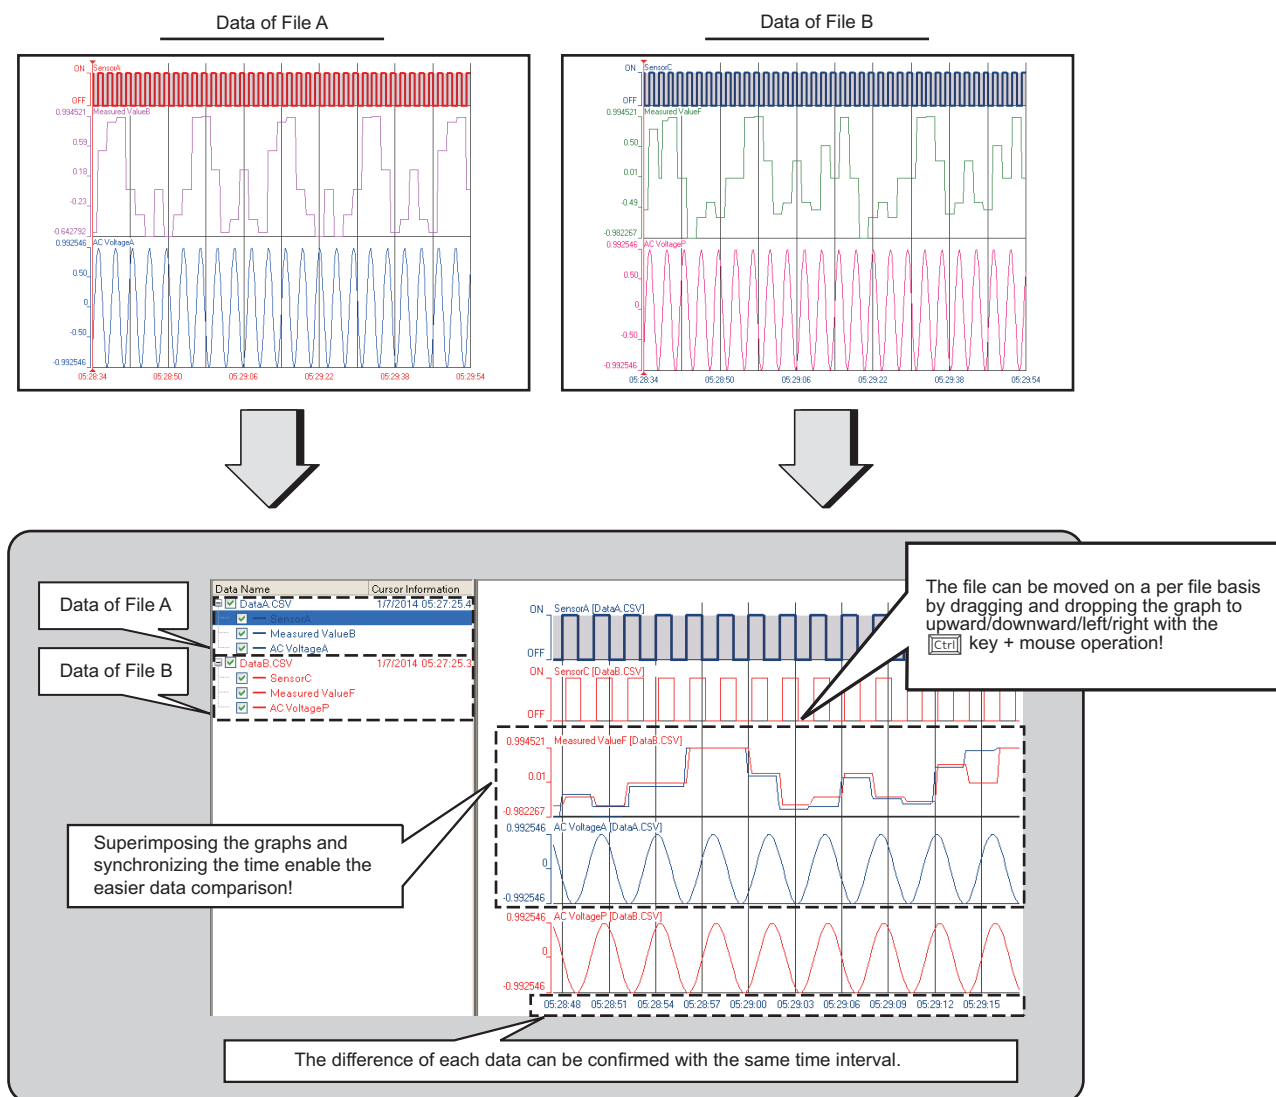 Data of File A
Data of File B
ON
SensorA
OFF
0.994521
Measured ValueB
0.59
0.18
-0.23
-0.642792
0.992546
AC VoltageA
0.50
0
-0.50
-0.992546
05:28:34 05:28:50 05:29:06 05:29:22 05:29:38 05:29:54
ON
SensorC
OFF
0.994521
Measured ValueF
0.50
0.01
-0.49
-0.982267
0.992546
AC VoltageP
0.50
0
-0.50
-0.992546
05:28:34 05:28:50 05:29:06 05:29:22 05:29:38 05:29:54
Data of File A
Data of File B
Data Name Cursor Information
DataA.CSV 1/7/2014 05:27:25.4
SensorA
Measured ValueB
AC VoltageA
DataB.CSV 1/7/2014 05:27:25.3
SensorC
Measured ValueF
AC VoltageP
ON
SensorA [DataA.CSV]
OFF
ON
SensorC [DataB.CSV]
OFF
0.994521
Measured ValueF [DataB.CSV]
0.01
-0.982267
0.992546
AC VoltageA [DataA.CSV]
0
-0.992546
0.992546
AC VoltageP [DataB.CSV]
0
-0.992546
05:28:48 05:28:51 05:28:54 05:28:57 05:29:00 05:29:03 05:29:06 05:29:09 05:29:12 05:29:15
The file can be moved on a per file basis
by dragging and dropping the graph to
upward/downward/left/right with the
Ctrl key + mouse operation!
Superimposing the graphs and
synchronizing the time enable the
easier data comparison!
The difference of each data can be confirmed with the same time interval.